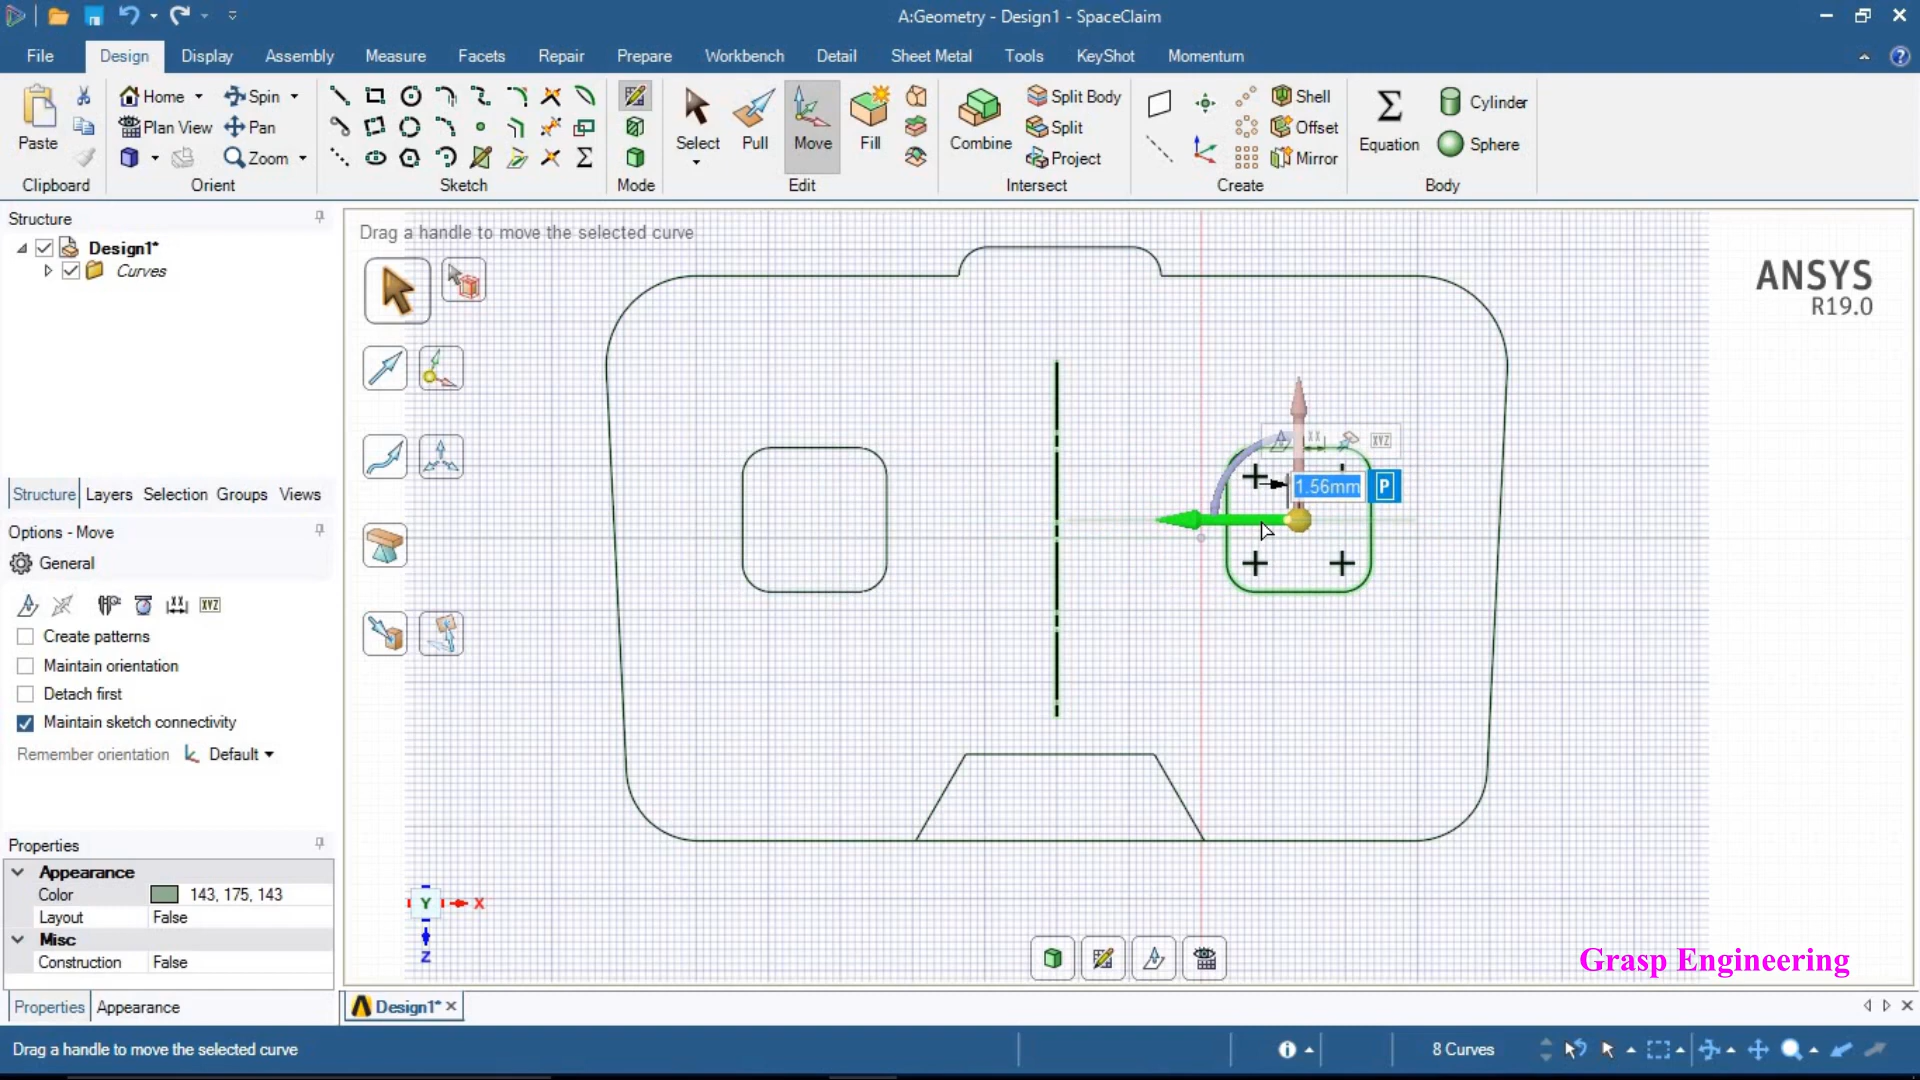 A:Geometry - Design1 - SpaceClaim
File Design Display Assembly Measure Facets Repair Prepare Workbench Detail Sheet Metal Tools KeyShot Momentum
Home Spin Split Body Shell Cylinder
Plan View Pan Split Offset
Paste Select Pull Move Fill Combine Equation Sphere
Zoom Project Mirror
Clipboard Orient Sketch Mode Edit Intersect Create Body
Structure
Design1*
Curves
Drag a handle to move the selected curve
ANSYS
R19.0
XX XYZ
1.56mm P
Structure Layers Selection Groups Views
Options - Move
General
XX XYZ
Create patterns
Maintain orientation
Detach first
Maintain sketch connectivity
Remember orientation Default
Properties
Appearance
Color 143, 175, 143
Layout False
Misc
Construction False
Y X
Z
Grasp Engineering
Properties Appearance
Design1*
Drag a handle to move the selected curve
8 Curves